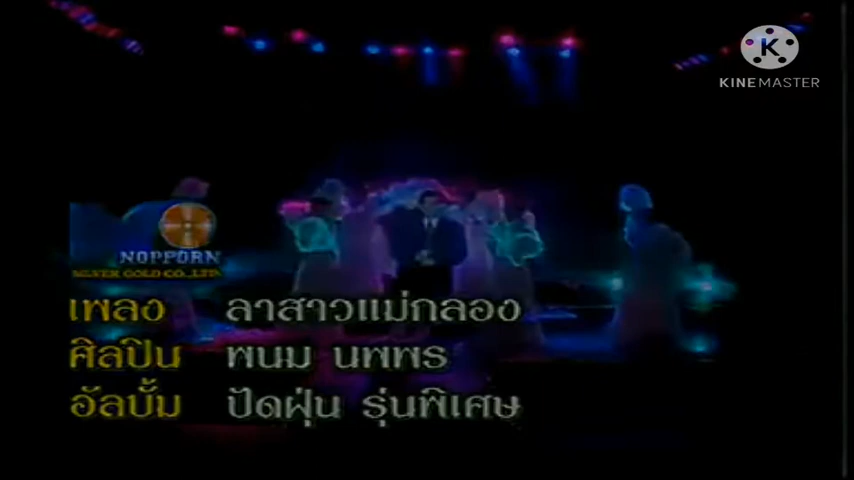 K
KINEMASTER
NOPPORN
SILVER GOLD CO.,LTD.
เพลง ลาสาวแม่กลอง
ศิลปิน พนม นพพร
อัลบั้ม ปัดฝุ่น รุ่นพิเศษ